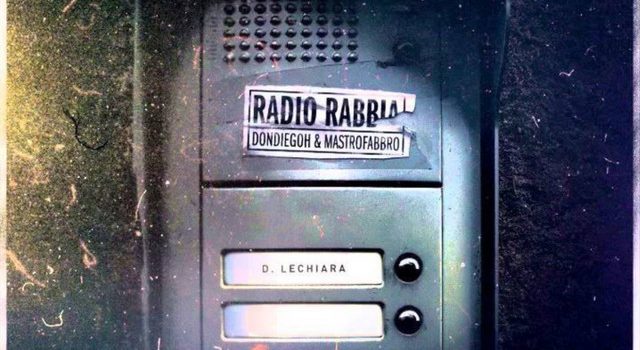 RADIO RABBIA
DONDIEGOH & MASTROFABBRO
D. LECHIARA